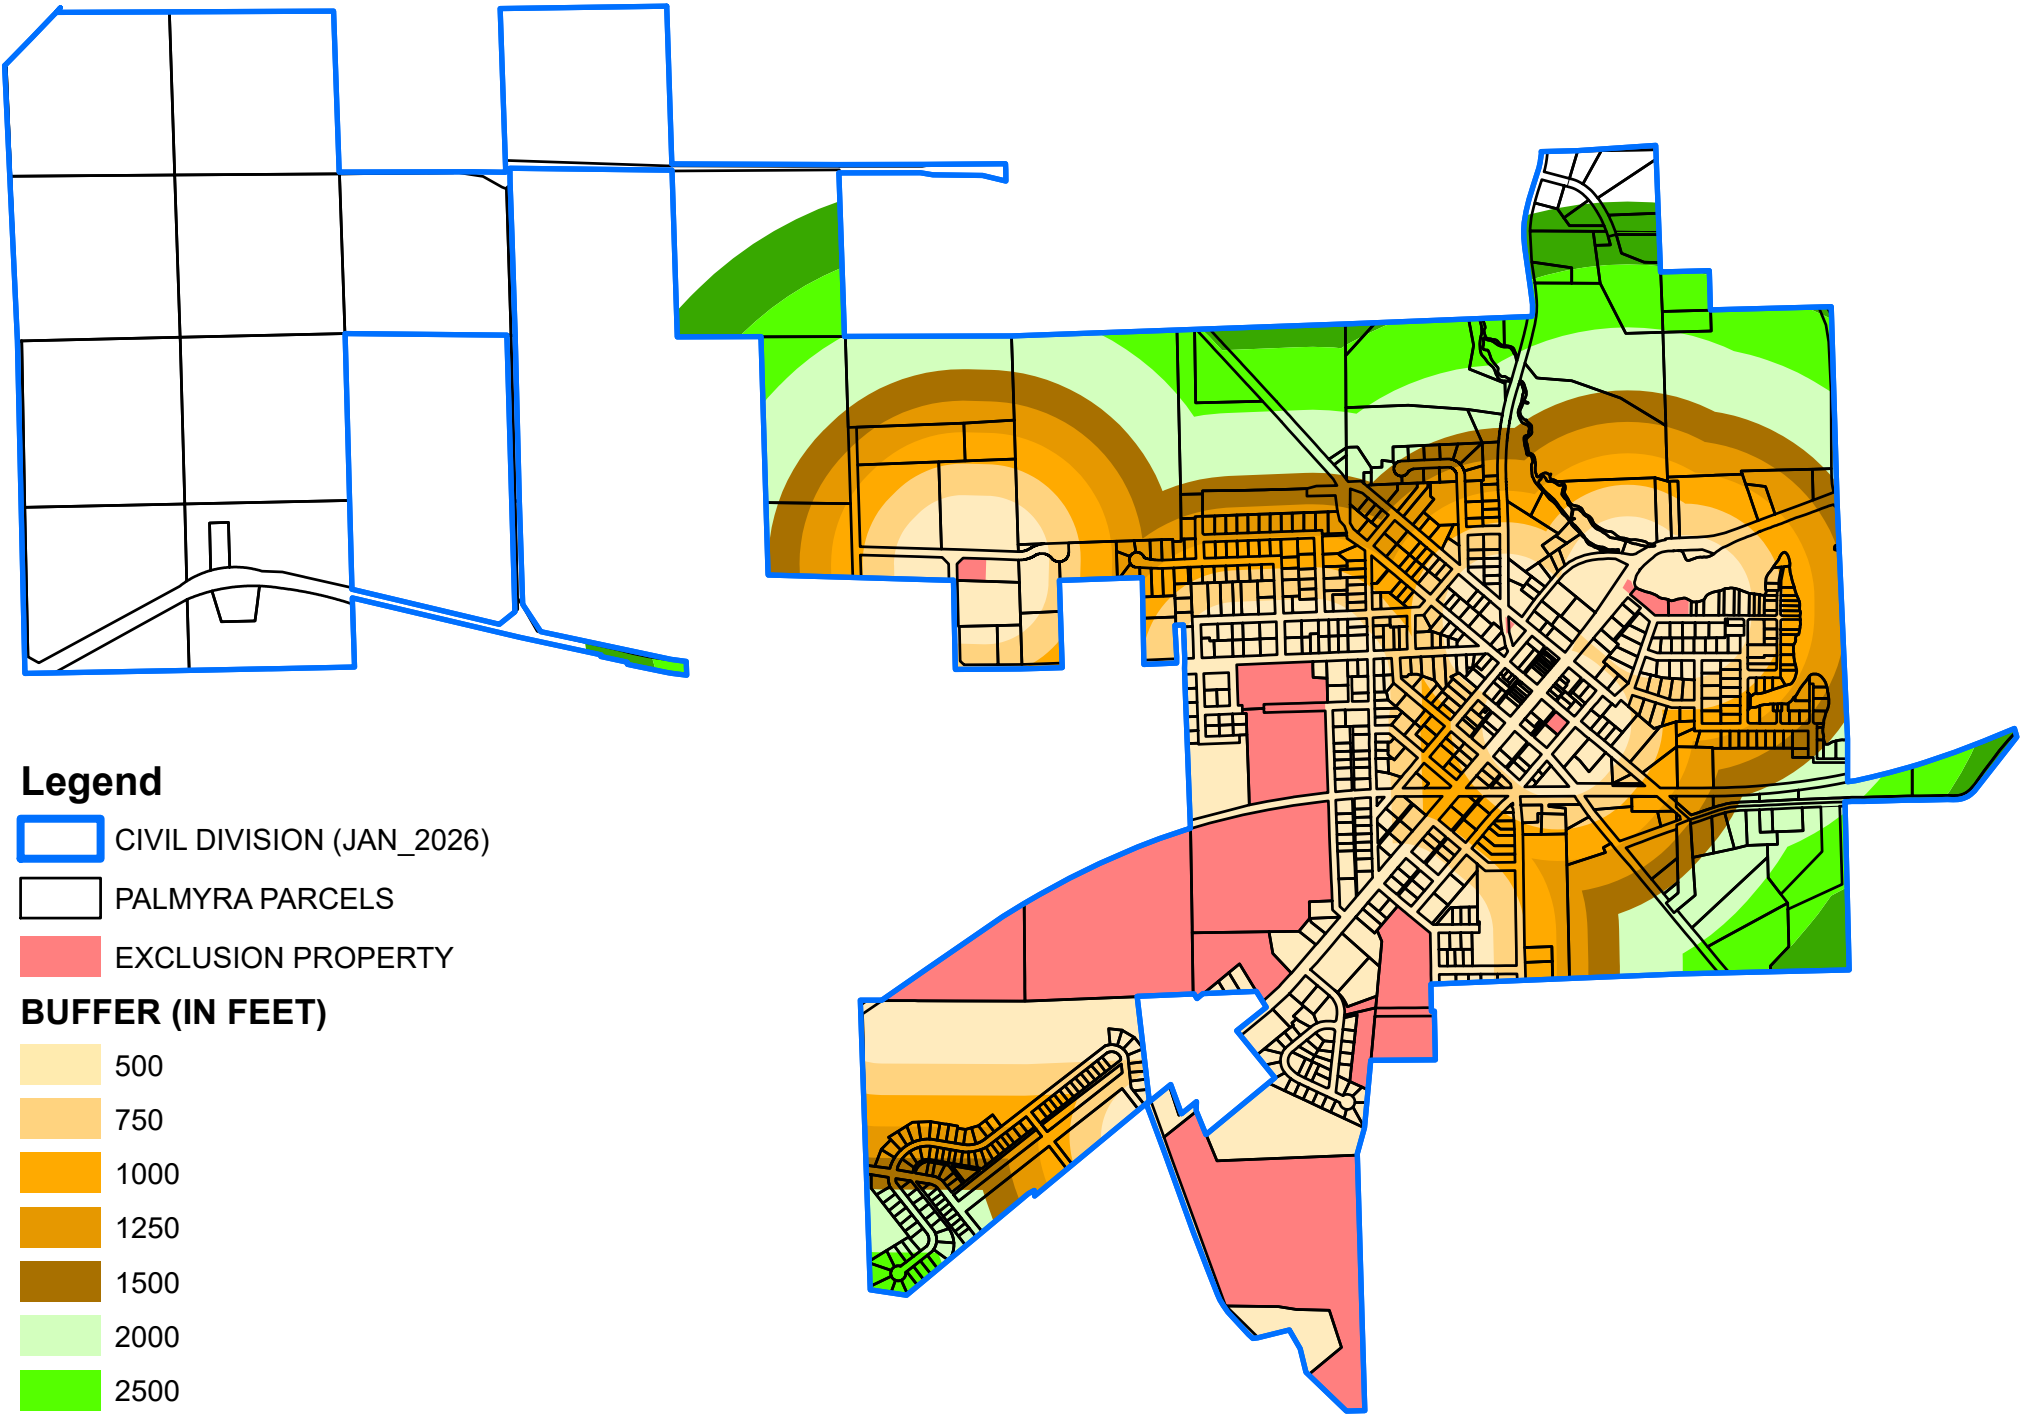 Legend
CIVIL DIVISION (JAN_2026)
PALMYRA PARCELS
EXCLUSION PROPERTY
BUFFER (IN FEET)
500
750
1000
1250
1500
2000
2500